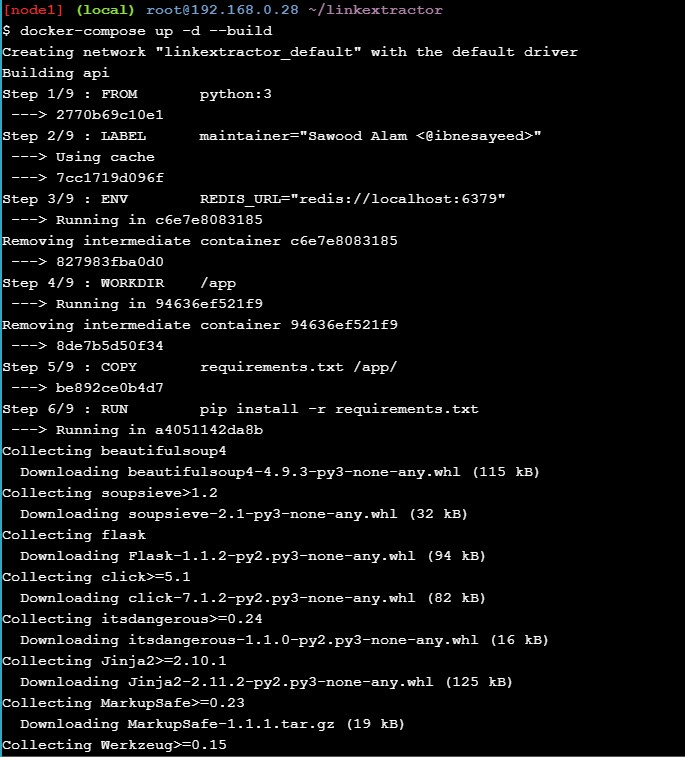 [node1] (local) root@192.168.0.28 ~/linkextractor
$ docker-compose up -d --build
Creating network "linkextractor_default" with the default driver
Building api
Step 1/9 : FROM       python:3
 ---> 2770b69c10e1
Step 2/9 : LABEL      maintainer="Sawood Alam <@ibnesayeed>"
 ---> Using cache
 ---> 7cc1719d096f
Step 3/9 : ENV        REDIS_URL="redis://localhost:6379"
 ---> Running in c6e7e8083185
Removing intermediate container c6e7e8083185
 ---> 827983fba0d0
Step 4/9 : WORKDIR    /app
 ---> Running in 94636ef521f9
Removing intermediate container 94636ef521f9
 ---> 8de7b5d50f34
Step 5/9 : COPY       requirements.txt /app/
 ---> be892ce0b4d7
Step 6/9 : RUN        pip install -r requirements.txt
 ---> Running in a4051142da8b
Collecting beautifulsoup4
  Downloading beautifulsoup4-4.9.3-py3-none-any.whl (115 kB)
Collecting soupsieve>1.2
  Downloading soupsieve-2.1-py3-none-any.whl (32 kB)
Collecting flask
  Downloading Flask-1.1.2-py2.py3-none-any.whl (94 kB)
Collecting click>=5.1
  Downloading click-7.1.2-py2.py3-none-any.whl (82 kB)
Collecting itsdangerous>=0.24
  Downloading itsdangerous-1.1.0-py2.py3-none-any.whl (16 kB)
Collecting Jinja2>=2.10.1
  Downloading Jinja2-2.11.2-py2.py3-none-any.whl (125 kB)
Collecting MarkupSafe>=0.23
  Downloading MarkupSafe-1.1.1.tar.gz (19 kB)
Collecting Werkzeug>=0.15